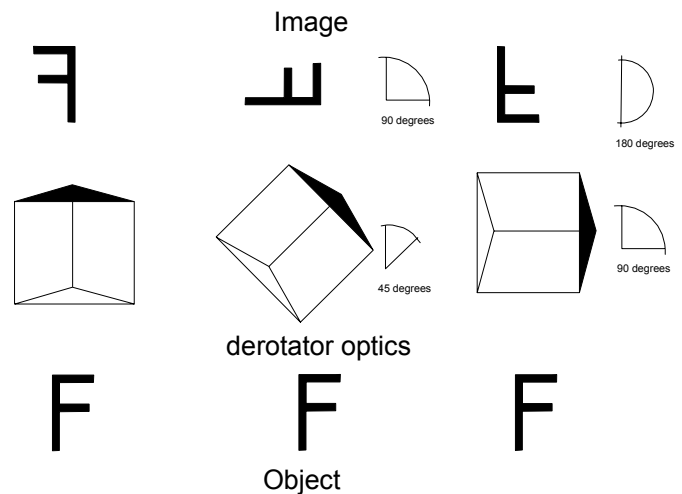 Image
90 degrees
180 degrees
45 degrees
90 degrees
derotator optics
F F F
Object